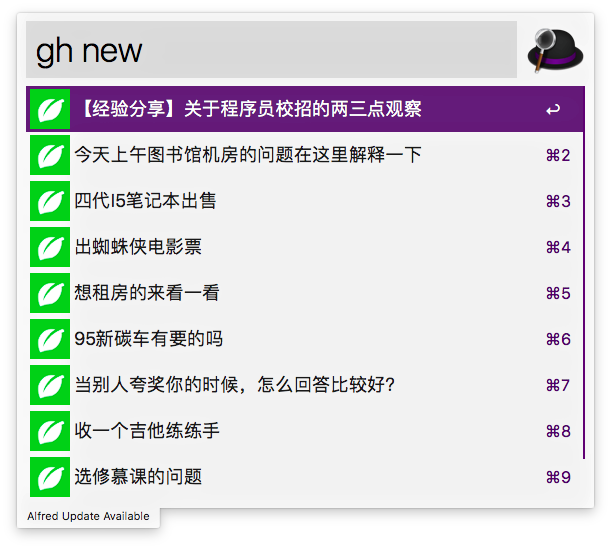 gh new
【经验分享】关于程序员校招的两三点观察 ↩
今天上午图书馆机房的问题在这里解释一下 ⌘2
四代I5笔记本出售 ⌘3
出蜘蛛侠电影票 ⌘4
想租房的来看一看 ⌘5
95新碳车有要的吗 ⌘6
当别人夸奖你的时候，怎么回答比较好? ⌘7
收一个吉他练练手 ⌘8
选修慕课的问题 ⌘9
Alfred Update Available